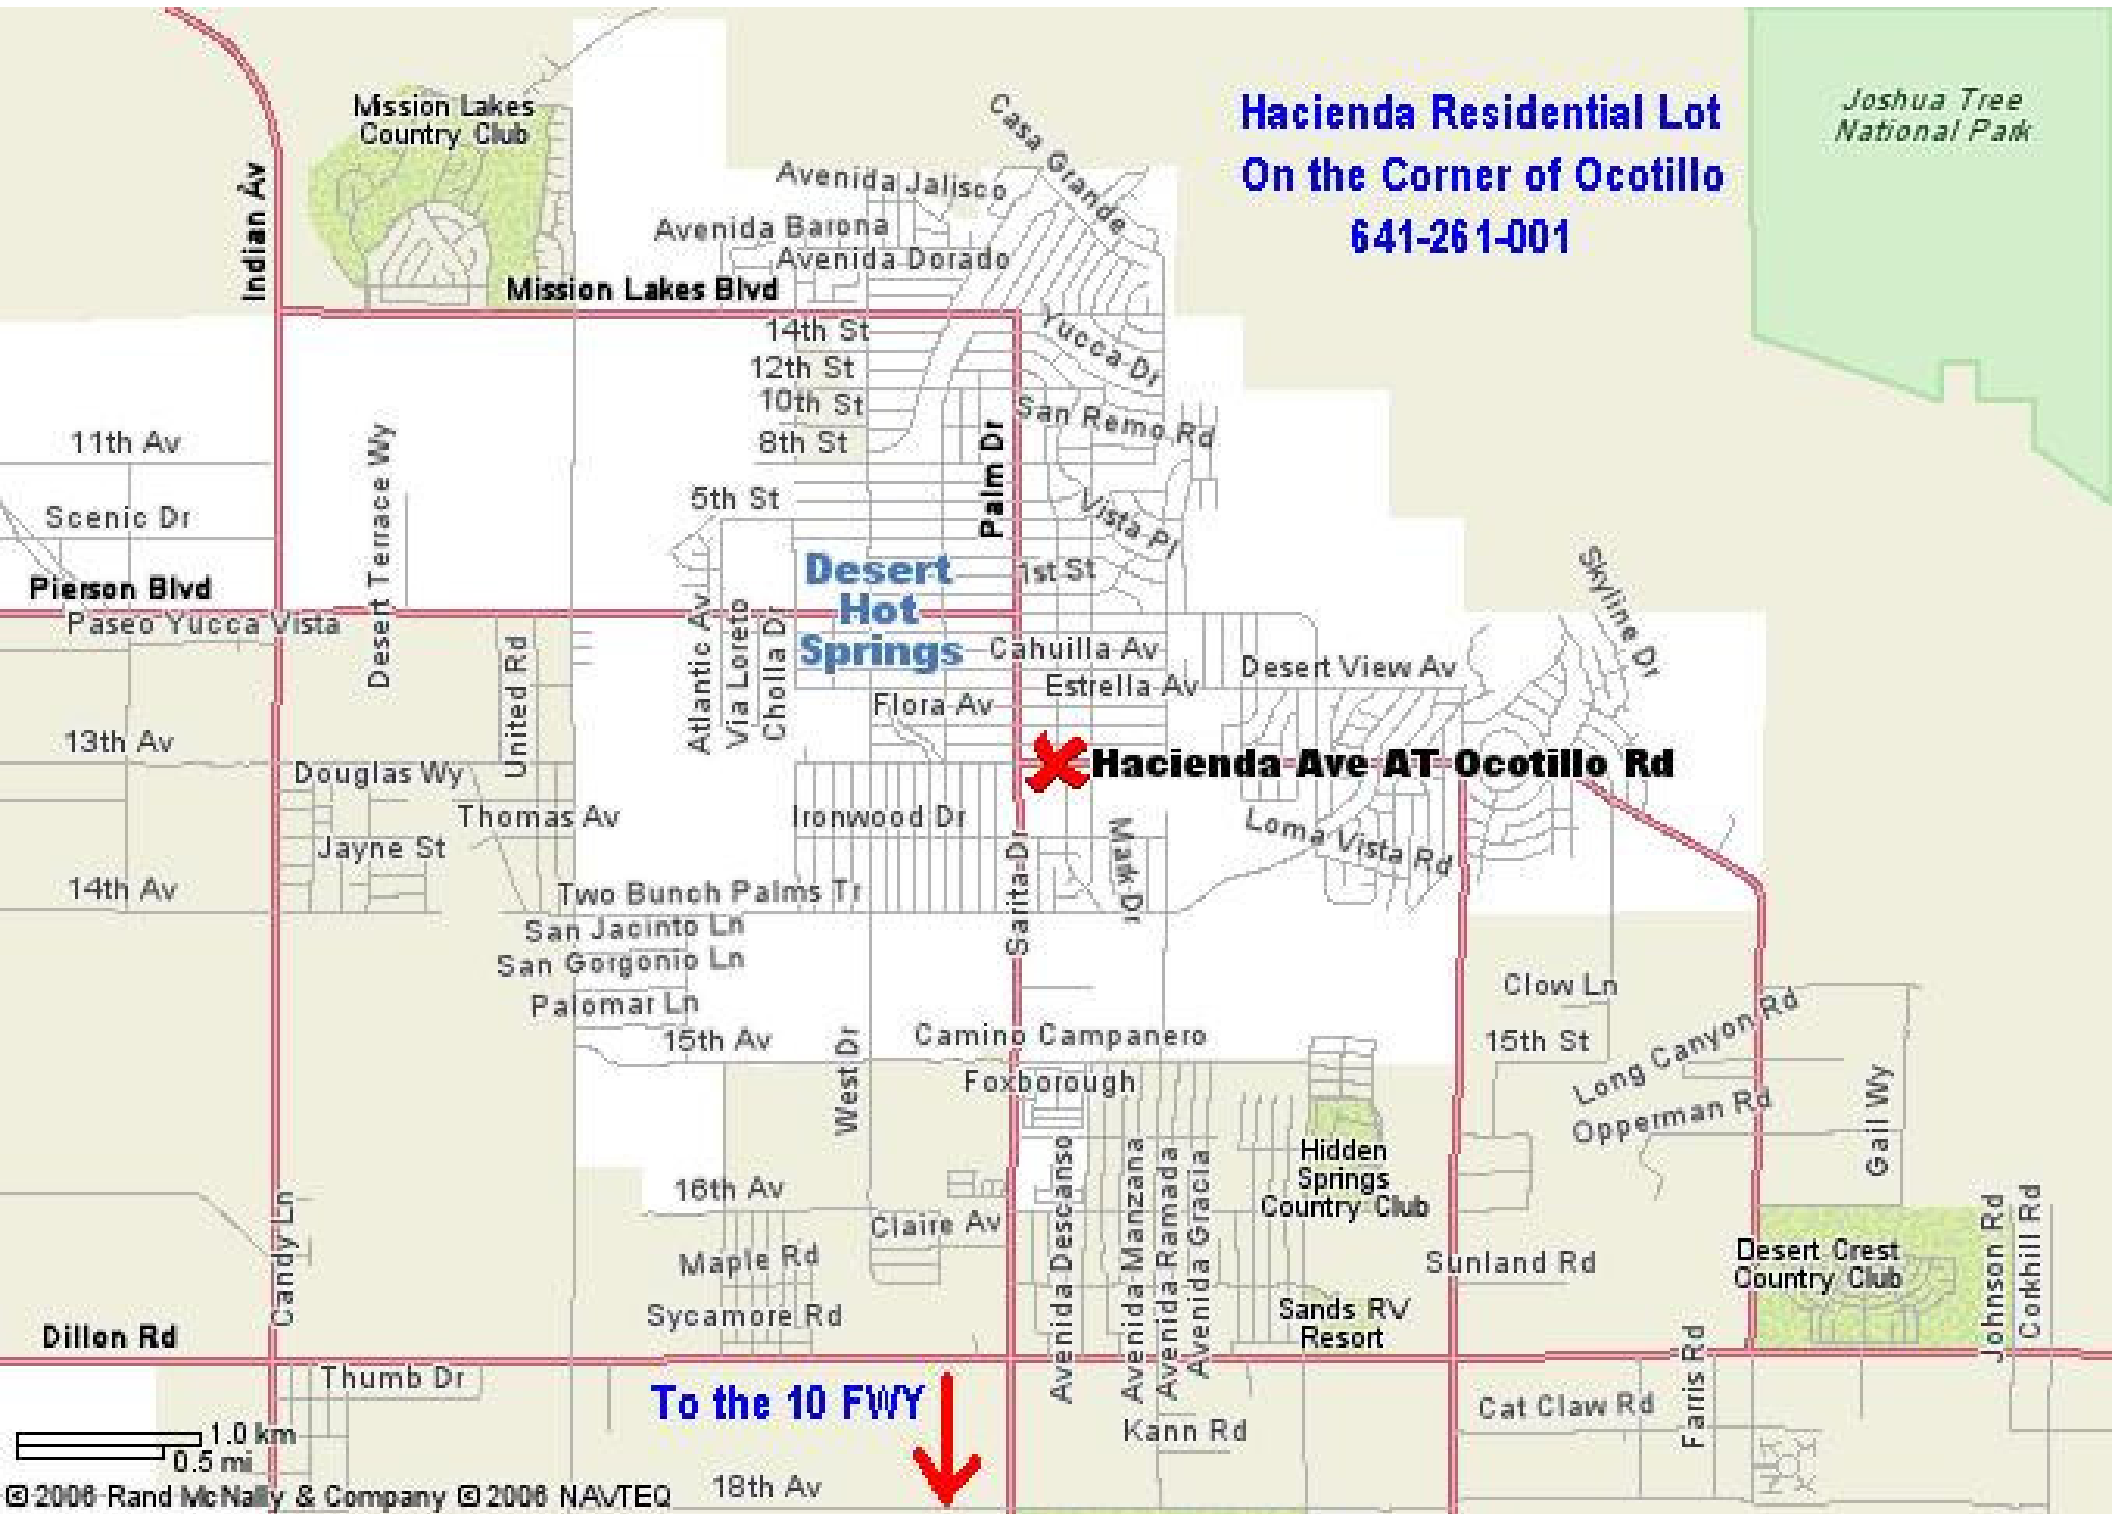 Mission Lakes
Country Club
Casa Grande
Hacienda Residential Lot
On the Corner of Ocotillo
641-261-001
Joshua Tree
National Park
Indian Av
Avenida Jalisco
Avenida Barona
Avenida Dorado
Mission Lakes Blvd
14th St
12th St
10th St
8th St
Yucca Dr
San Remo Rd
11th Av
Desert Terrace Wy
Palm Dr
Scenic Dr
5th St
Vista Pl
Pierson Blvd
Paseo Yucca Vista
Desert
Hot
Springs
1st St
Skyline Dr
Atlantic Av
Via Loreto
Cholla Dr
United Rd
Cahuilla Av
Desert View Av
Estrella Av
Flora Av
13th Av
Douglas Wy
Hacienda Ave AT Ocotillo Rd
Thomas Av
Ironwood Dr
Jayne St
Loma Vista Rd
Mark Dr
Sarita Dr
14th Av
Two Bunch Palms Tr
San Jacinto Ln
San Gorgonio Ln
Palomar Ln
Clow Ln
15th Av
Camino Campanero
15th St
Long Canyon Rd
West Dr
Foxborough
Opperman Rd
Gail Wy
Hidden
Springs
Country Club
16th Av
Claire Av
Avenida Descanso
Avenida Manzana
Avenida Ramada
Avenida Gracia
Candy Ln
Maple Rd
Sunland Rd
Desert Crest
Country Club
Johnson Rd
Corkhill Rd
Sycamore Rd
Sands RV
Resort
Dillon Rd
Farris Rd
Thumb Dr
To the 10 FWY
Cat Claw Rd
Kann Rd
1.0 km
0.5 mi
18th Av
© 2006 Rand McNally & Company © 2006 NAVTEQ